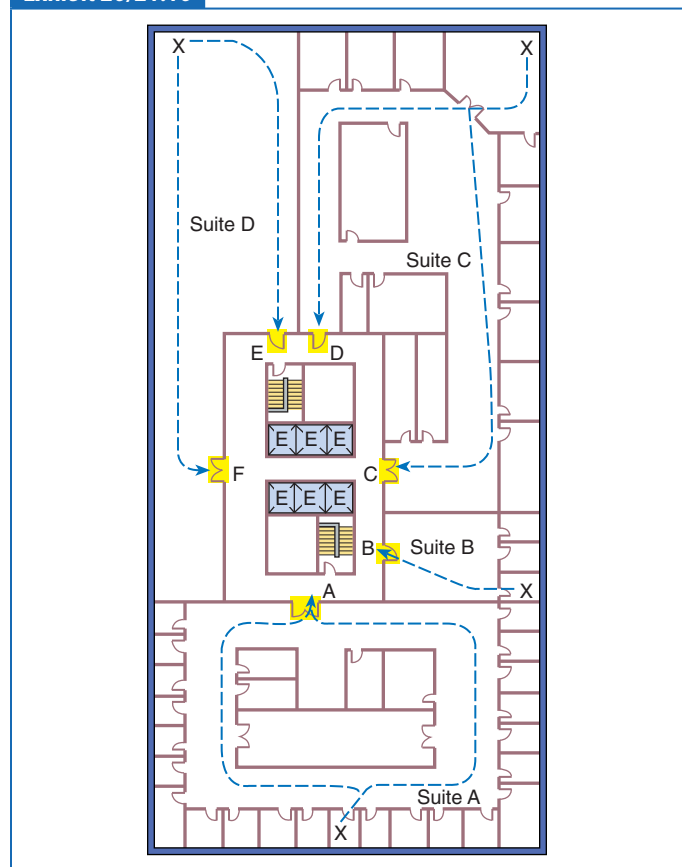 X X
Suite D
Suite C
E D
E E E
F C
E E E
B Suite B
A X
Suite A
X